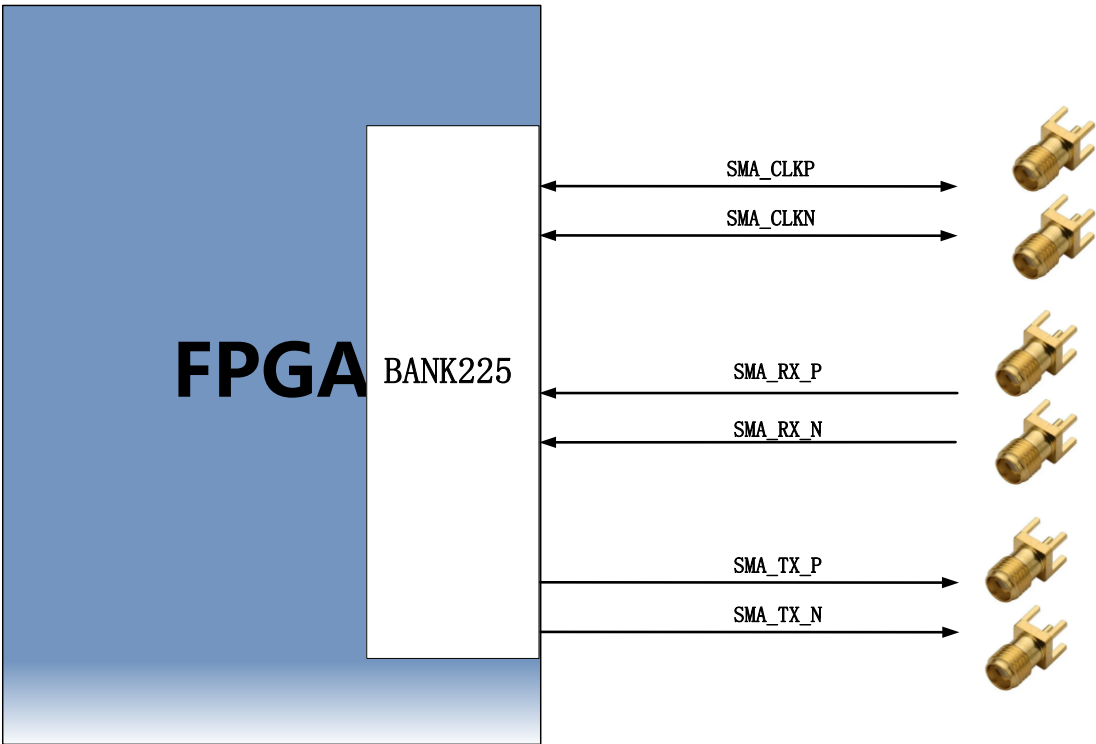 SMA_CLKP
SMA_CLKN
FPGA
BANK225
SMA_RX_P
SMA_RX_N
SMA_TX_P
SMA_TX_N